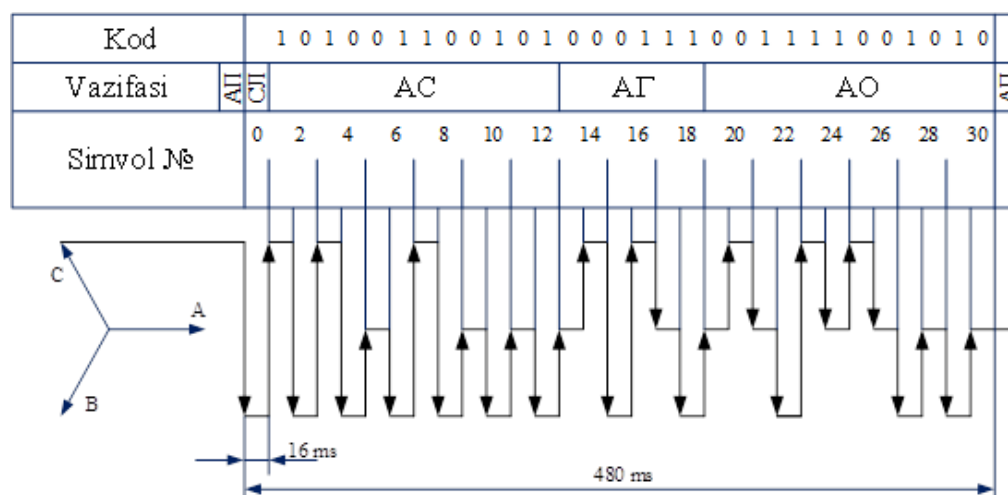 Kod 1 0 1 0 0 1 1 0 0 1 0 1 0 0 0 1 1 1 0 0 1 1 1 1 0 0 1 0 1 0
Vazifasi АП СП АС АГ АО АП
Simvol № 0 2 4 6 8 10 12 14 16 18 20 22 24 26 28 30
C
A
B
16 ms
480 ms